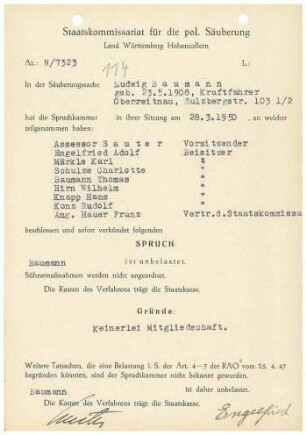 Staatskommissariat für die pol. Säuberung
Land Württemberg Hohenzollern
Az.: N/7323
L:
114
In der Säuberungssache Ludwig Baumann
geb. 23.5.1908, Kraftfahrer
Oberreitnau, Sulzbergstr. 103 1/2
hat die Spruchkammer in ihrer Sitzung am 28.3.1950 , an welcher
teilgenommen haben:
Assessor Sauter Vorsitzender
Engelfried Adolf Beisitzer
Märkle Karl "
Schulze Charlotte "
Baumann Thomas "
Hirn Wilhelm "
Knapp Hans "
Konz Rudolf "
Ang. Hauer Franz Vertr.d.Staatskommissa
beschlossen und sofort verkündet folgenden
SPRUCH
Baumann ist unbelastet.
Sühnemaßnahmen werden nicht angeordnet.
Die Kosten des Verfahrens trägt die Staatskasse.
Gründe:
Keinerlei Mitgliedschaft.
Weitere Tatsachen, die eine Belastung i. S. der Art. 4—7 der RAO' vom 25. 4. 47
begründen könnten, sind der Spruchkammer nicht bekannt geworden.
Baumann ist daher unbelastet.
Die Kosten des Verfahrens trägt die Staatskasse.
Engelfried